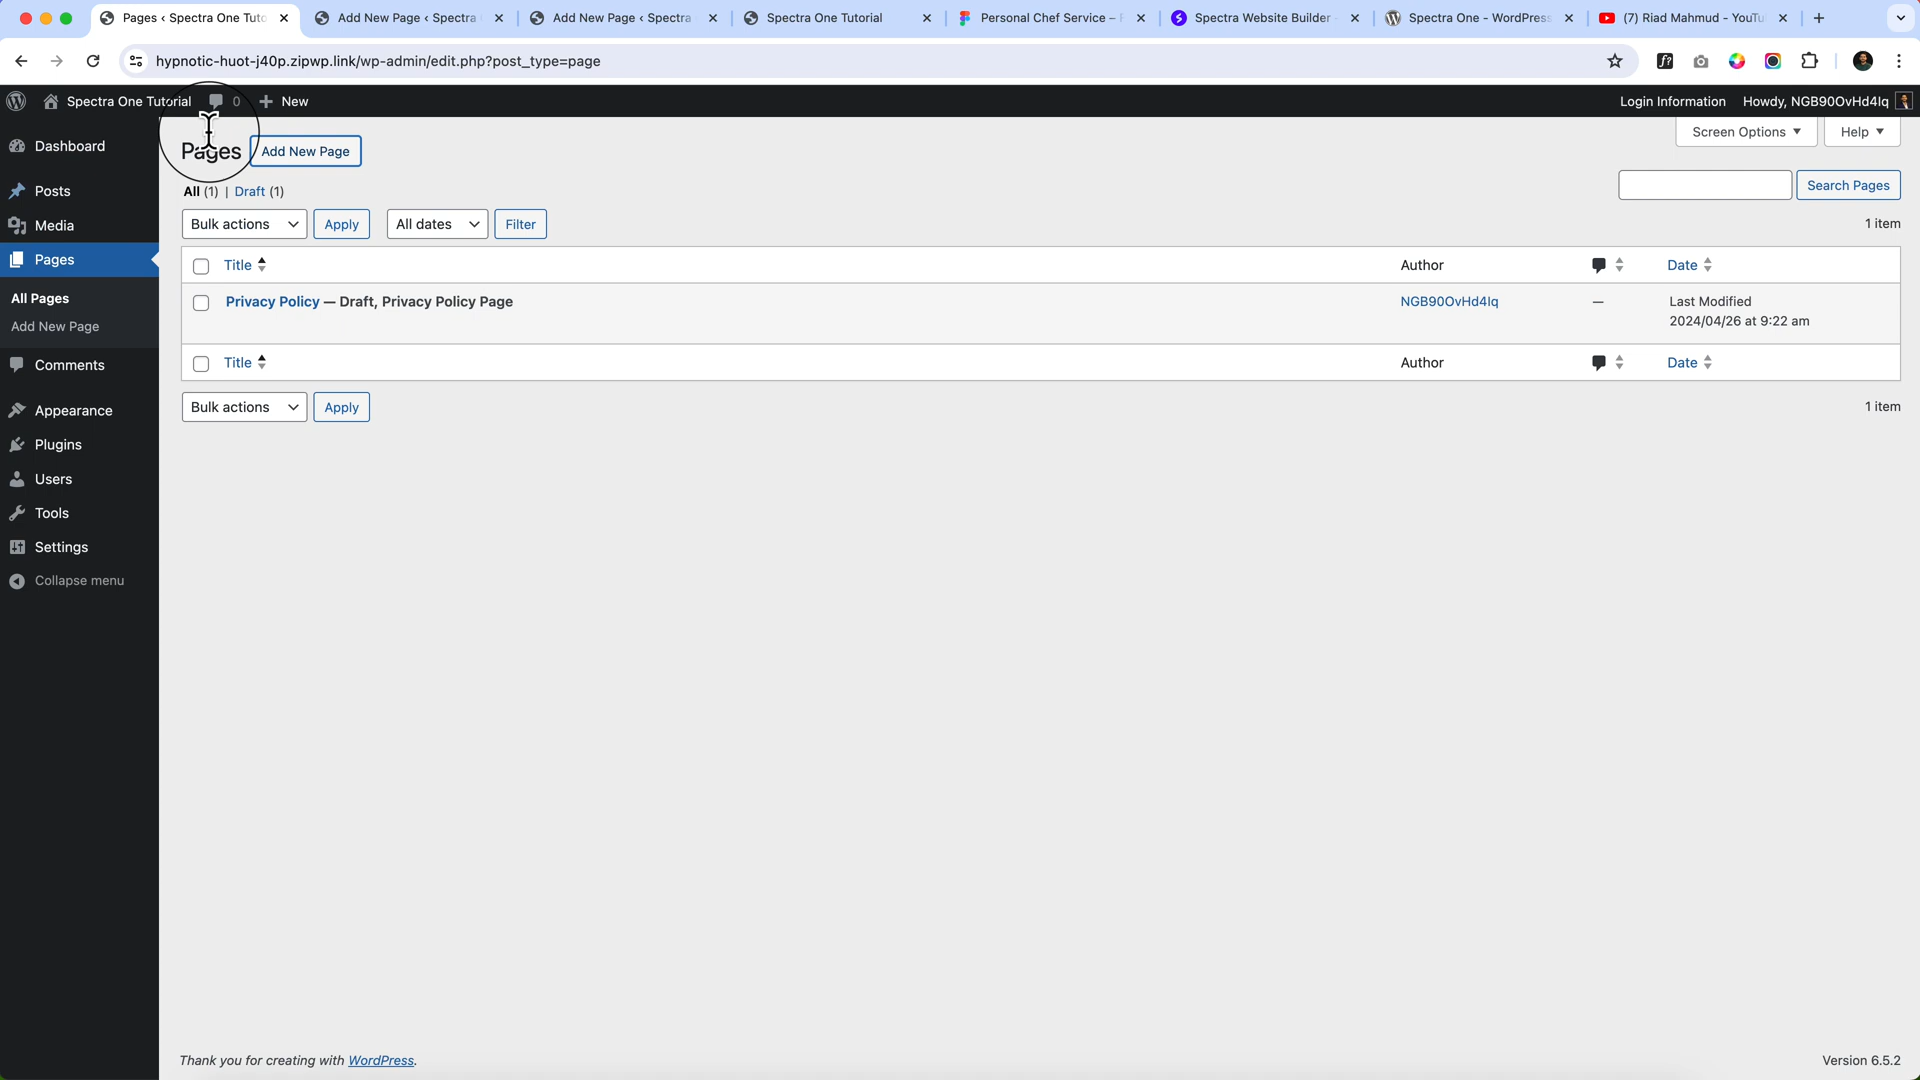 Pages ‹ Spectra One Tuto
Add New Page ‹ Spectra
Add New Page ‹ Spectra
Spectra One Tutorial
Personal Chef Service –
Spectra Website Builder
Spectra One - WordPress
(7) Riad Mahmud - YouTu
hypnotic-huot-j40p.zipwp.link/wp-admin/edit.php?post_type=page
f?
Spectra One Tutorial
0
New
Login Information
Howdy, NGB90OvHd4lq
Dashboard
Posts
Media
Pages
All Pages
Add New Page
Comments
Appearance
Plugins
Users
Tools
Settings
Collapse menu
Pages
Add New Page
Screen Options
Help
All (1) | Draft (1)
Search Pages
Bulk actions
Apply
All dates
Filter
1 item
Title
Author
Date
Privacy Policy — Draft, Privacy Policy Page
NGB90OvHd4lq
—
Last Modified
2024/04/26 at 9:22 am
Title
Author
Date
Bulk actions
Apply
1 item
Thank you for creating with WordPress.
Version 6.5.2